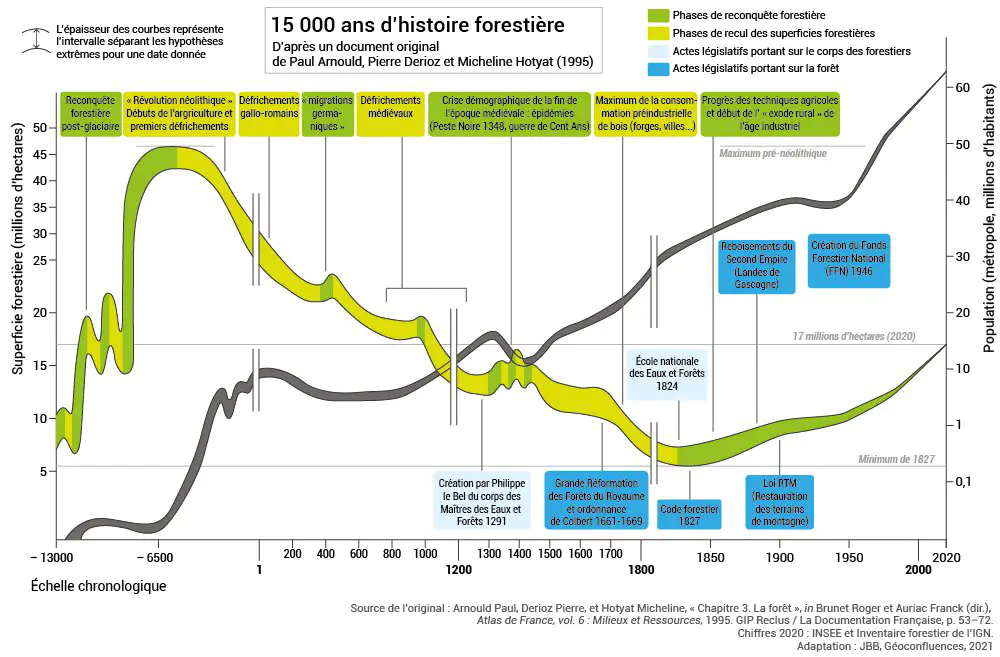 L'épaisseur des courbes représente
l'intervalle séparant les hypothèses
extrêmes pour une date donnée
15 000 ans d'histoire forestière
D'après un document original
de Paul Arnould, Pierre Derioz et Micheline Hotyat (1995)
Phases de reconquête forestière
Phases de recul des superficies forestières
Actes législatifs portant sur le corps des forestiers
Actes législatifs portant sur la forêt
Reconquête
forestière
post-glaciaire
« Révolution néolithique »
Débuts de l'argriculture et
premiers défrichements
Défrichements
gallo-romains
« migrations
germa-
niques »
Défrichements
médiévaux
Crise démographique de la fin de
l'époque médiévale : épidémies
(Peste Noire 1348, guerre de Cent Ans)
Maximum de la consom-
mation préindustrielle
de bois (forges, villes...)
Progrès des techniques agricoles
et début de l' « exode rural » de
l'âge industriel
Superficie forestière (millions d'hectares)
50
45
40
35
30
25
20
15
10
5
Population (métropole, millions d'habitants)
60
50
40
30
20
10
1
0,1
Maximum pré-néolithique
Reboisements du
Second Empire
(Landes de
Gascogne)
Création du Fonds
Forestier National
(FFN) 1946
17 millions d'hectares (2020)
École nationale
des Eaux et Forêts
1824
Minimum de 1827
Création par Philippe
le Bel du corps des
Maîtres des Eaux et
Forêts 1291
Grande Réformation
des Forêts du Royaume
et ordonnance
de Colbert 1661-1669
Code forestier
1827
Loi RTM
(Restauration
des terrains
de montagne)
– 13000
-6500
1
200
400
600
800
1000
1200
1300
1400
1500
1600
1700
1800
1850
1900
1950
2000
2020
Échelle chronologique
Source de l'original : Arnould Paul, Derioz Pierre, et Hotyat Micheline, « Chapitre 3. La forêt », in Brunet Roger et Auriac Franck (dir.),
Atlas de France, vol. 6 : Milieux et Ressources, 1995. GIP Reclus / La Documentation Française, p. 53–72.
Chiffres 2020 : INSEE et Inventaire forestier de l'IGN.
Adaptation : JBB, Géoconfluences, 2021